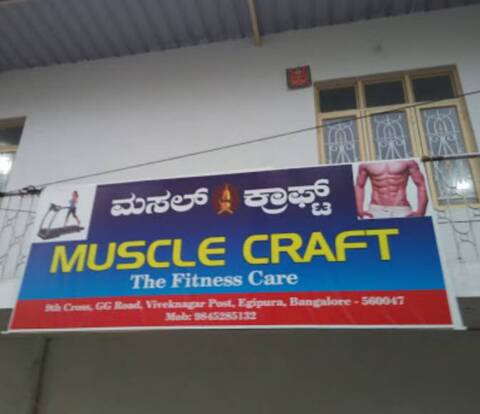 ಮಸಲ್ ಕ್ರಾಫ್ಟ್
MUSCLE CRAFT
The Fitness Care
9th Cross, GG Road, Viveknagar Post, Egipura, Bangalore - 560047
Mob: 9845285132